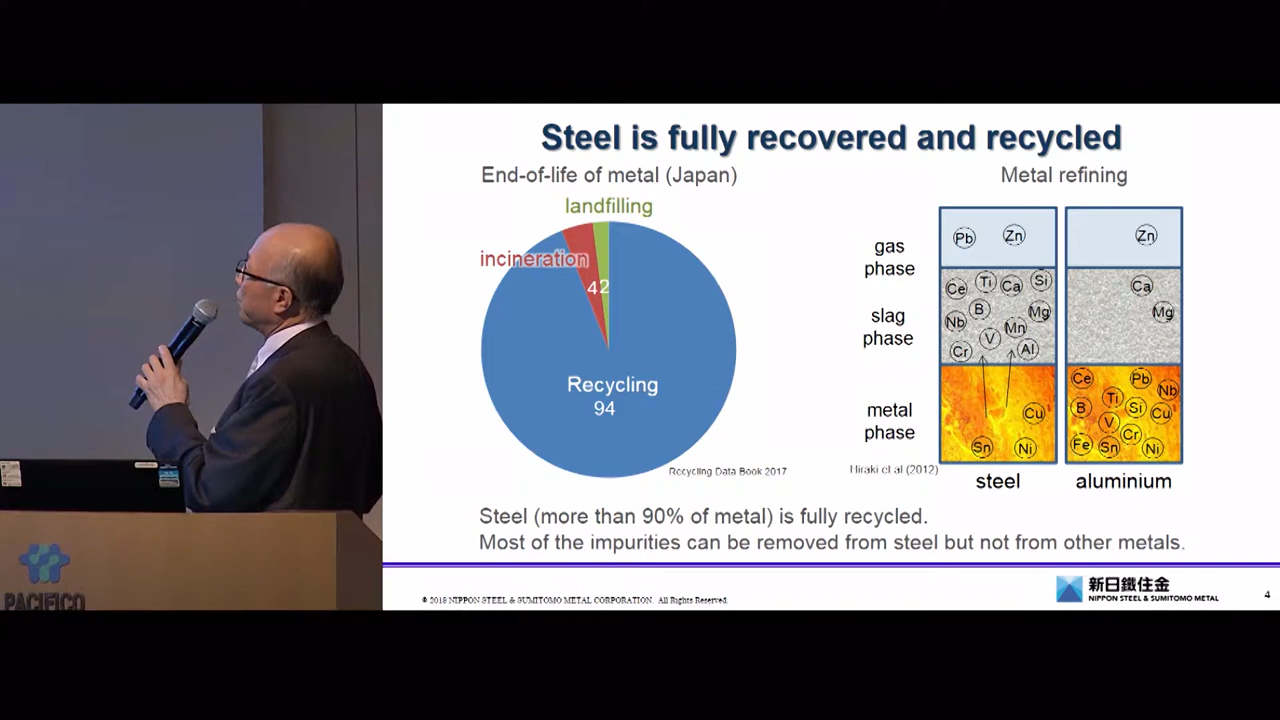 Steel is fully recovered and recycled
End-of-life of metal (Japan)
landfilling
incineration
4
2
Recycling
94
Recycling Data Book 2017
Metal refining
gas
phase
slag
phase
metal
phase
Pb
Zn
Ce
Ti
Ca
Si
B
Mg
Nb
Mn
V
Cr
Al
Cu
Sn
Ni
steel
Zn
Ca
Mg
Ce
Pb
Nb
Ti
B
Si
Cu
V
Cr
Fe
Sn
Ni
aluminium
Hiraki et al (2012)
Steel (more than 90% of metal) is fully recycled.
Most of the impurities can be removed from steel but not from other metals.
© 2018 NIPPON STEEL & SUMITOMO METAL CORPORATION. All Rights Reserved.
新日鐵住金
NIPPON STEEL & SUMITOMO METAL
4
PACIFICO